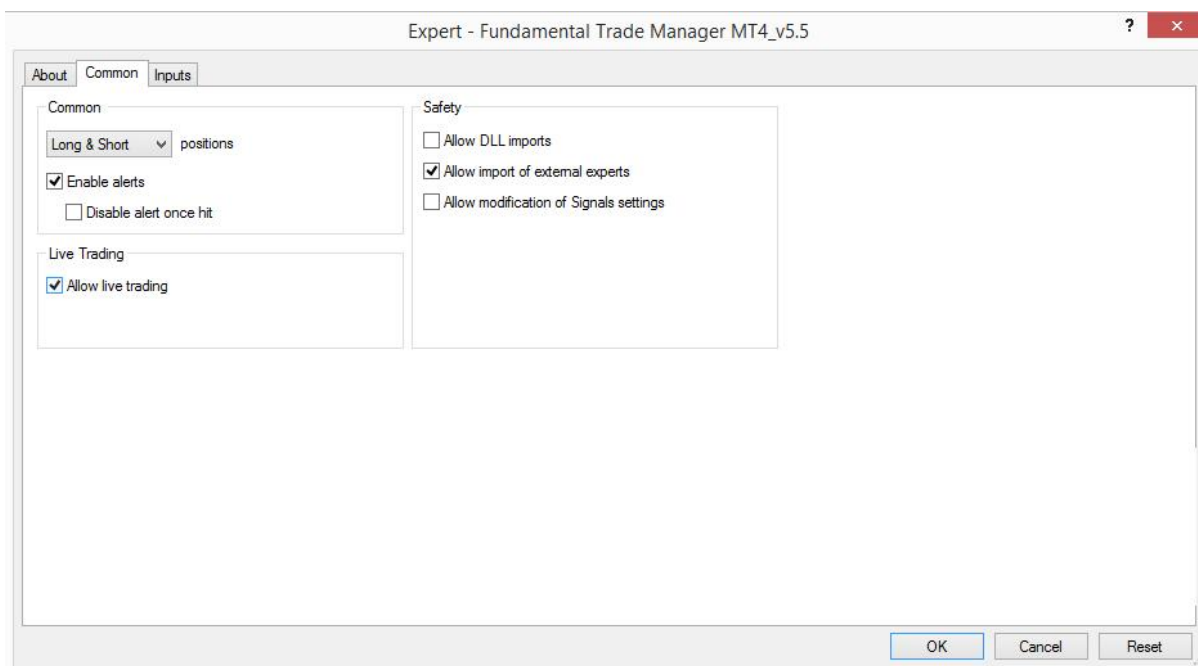 Expert - Fundamental Trade Manager MT4_v5.5
?
About Common Inputs
Common
Long & Short positions
Enable alerts
Disable alert once hit
Live Trading
Allow live trading
Safety
Allow DLL imports
Allow import of external experts
Allow modification of Signals settings
OK Cancel Reset